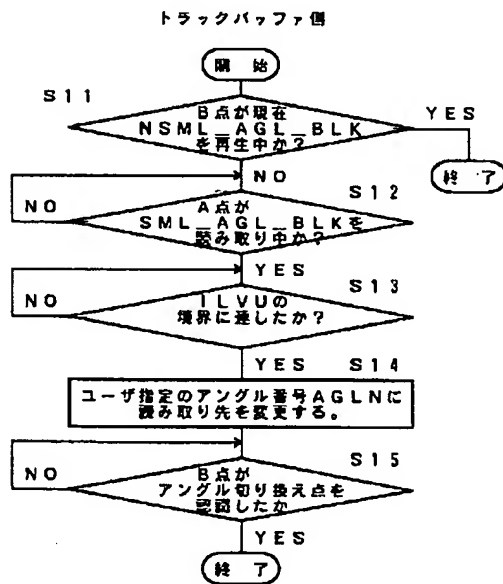 トラックバッファ側
開始
S11
B点が現在
NSML_AGL_BLK
を再生中か?
YES
終了
NO
S12
NO
A点が
SML_AGL_BLKを
読み取り中か?
YES
S13
NO
ILVUの
境界に達したか?
YES
S14
ユーザ指定のアングル番号AGLNに
読み取り先を変更する。
S15
NO
B点が
アングル切り換え点を
認識したか
YES
終了